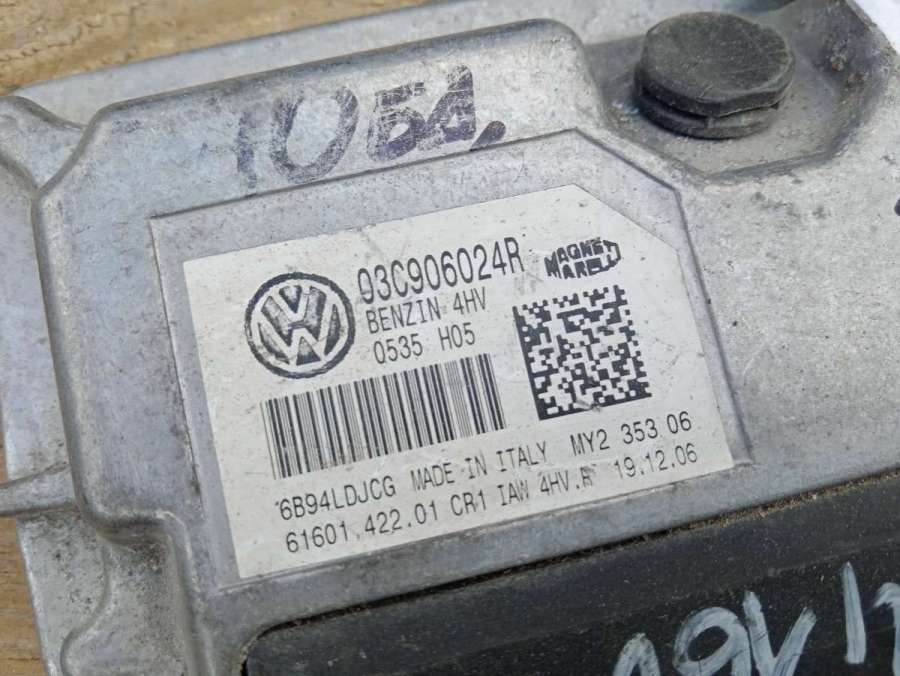 03C906024R
MAGNETI
MARELLI
BENZIN 4HV
0535 H05
6B94LDJCG MADE IN ITALY MY2 353 06
61601.422.01 CR1 IAW 4HV.R 19.12.06